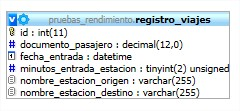 pruebas_rendimiento.registro_viajes
id : int(11)
documento_pasajero : decimal(12,0)
fecha_entrada : datetime
minutos_entrada_estacion : tinyint(2) unsigned
nombre_estacion_origen : varchar(255)
nombre_estacion_destino : varchar(255)